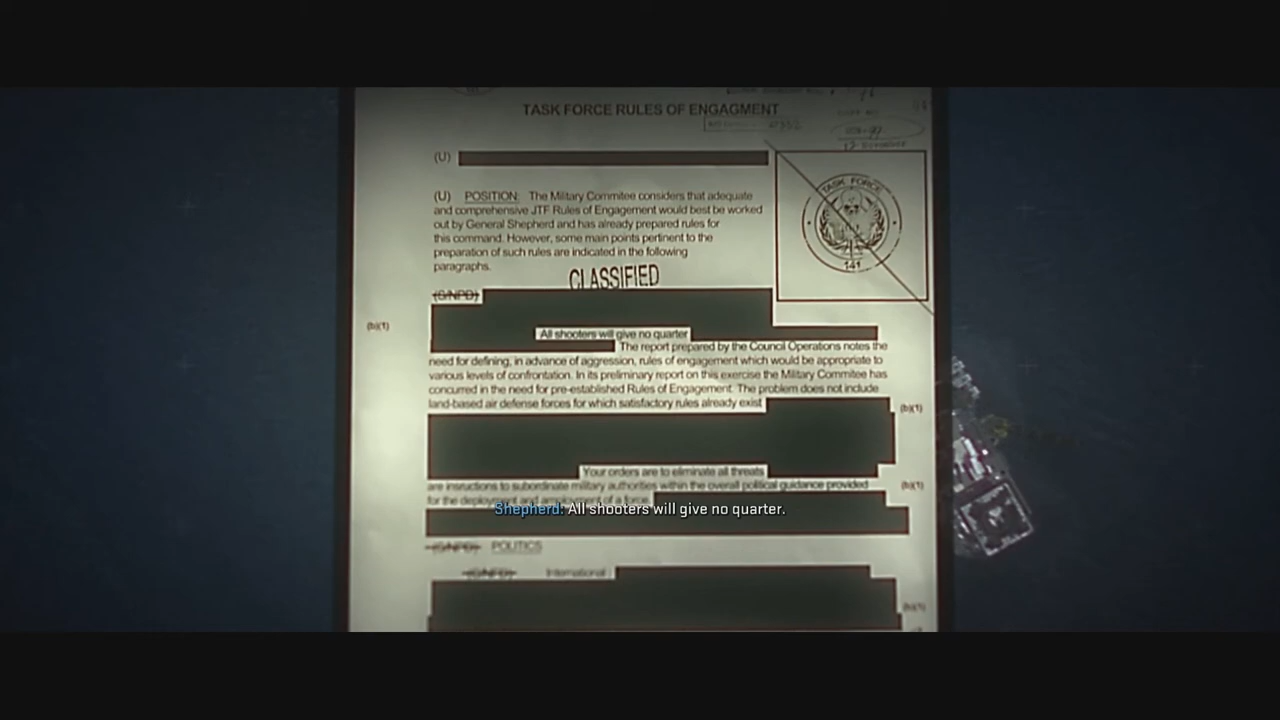 TASK FORCE RULES OF ENGAGMENT
(U)
(U) POSITION: The Military Commitee considers that adequate
and comprehensive JTF Rules of Engagement would best be worked
out by General Shepherd and has already prepared rules for
this command. However, some main points pertinent to the
preparation of such rules are indicated in the following
paragraphs.
TASK FORCE
141
CLASSIFIED
(S/NPD)
(b)(1)
All shooters will give no quarter
The report prepared by the Council Operations notes the
need for defining, in advance of aggression, rules of engagement which would be appropriate to
various levels of confrontation. In its preliminary report on this exercise the Military Commitee has
concurred in the need for pre-established Rules of Engagement. The problem does not include
land-based air defense forces for which satisfactory rules already exist
(b)(1)
Your orders are to eliminate all threats
are insructions to subordinate military authorities within the overall political guidance provided
(b)(1)
for the deployment and employment of a force.
Shepherd: All shooters will give no quarter.
POLITICS
International
(b)(1)